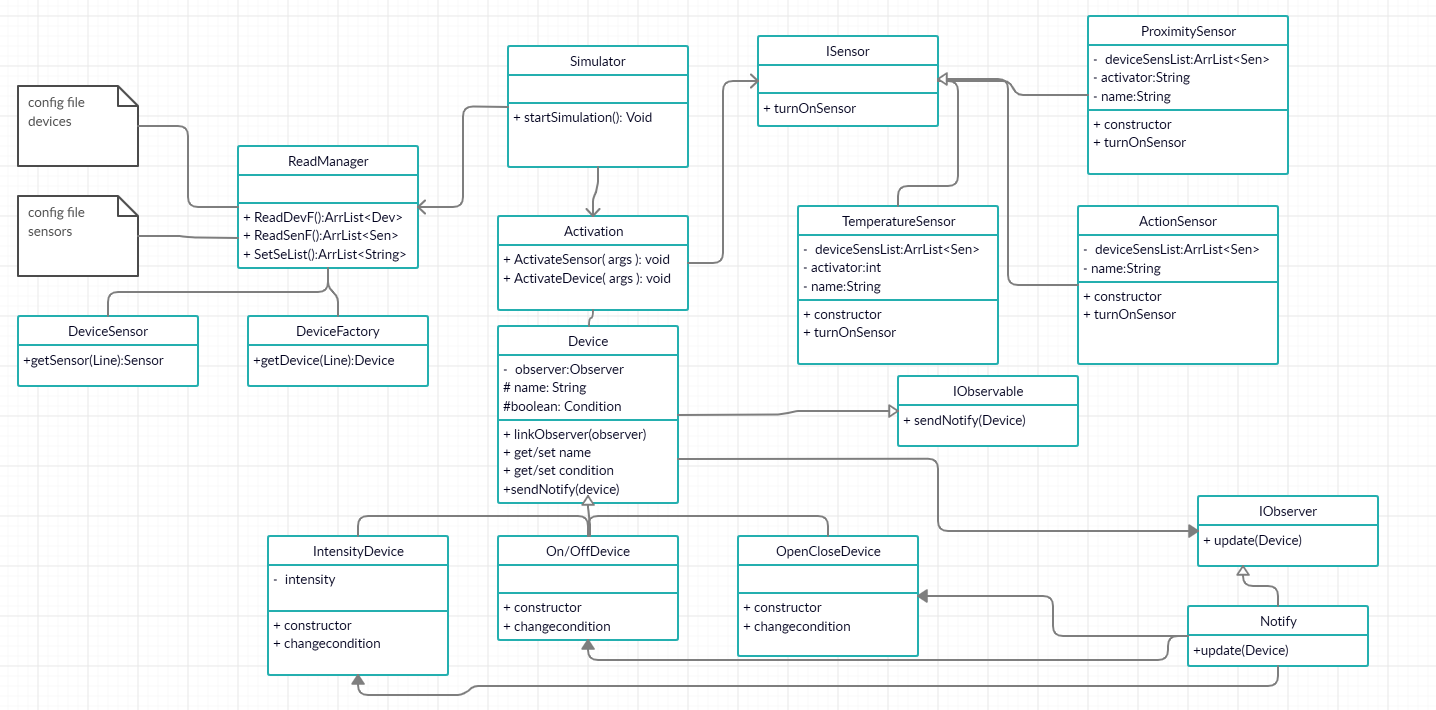 config file
devices
config file
sensors
ReadManager
+ ReadDevF():ArrList<Dev>
+ ReadSenF():ArrList<Sen>
+ SetSeList():ArrList<String>
DeviceSensor
+getSensor(Line):Sensor
DeviceFactory
+getDevice(Line):Device
Simulator
+ startSimulation(): Void
Activation
+ ActivateSensor( args ): void
+ ActivateDevice( args ): void
ISensor
+ turnOnSensor
ProximitySensor
- deviceSensList:ArrList<Sen>
- activator:String
- name:String
+ constructor
+ turnOnSensor
TemperatureSensor
- deviceSensList:ArrList<Sen>
- activator:int
- name:String
+ constructor
+ turnOnSensor
ActionSensor
- deviceSensList:ArrList<Sen>
- name:String
+ constructor
+ turnOnSensor
Device
- observer:Observer
# name: String
#boolean: Condition
+ linkObserver(observer)
+ get/set name
+ get/set condition
+sendNotify(device)
IObservable
+ sendNotify(Device)
IObserver
+ update(Device)
IntensityDevice
- intensity
+ constructor
+ changecondition
On/OffDevice
+ constructor
+ changecondition
OpenCloseDevice
+ constructor
+ changecondition
Notify
+update(Device)